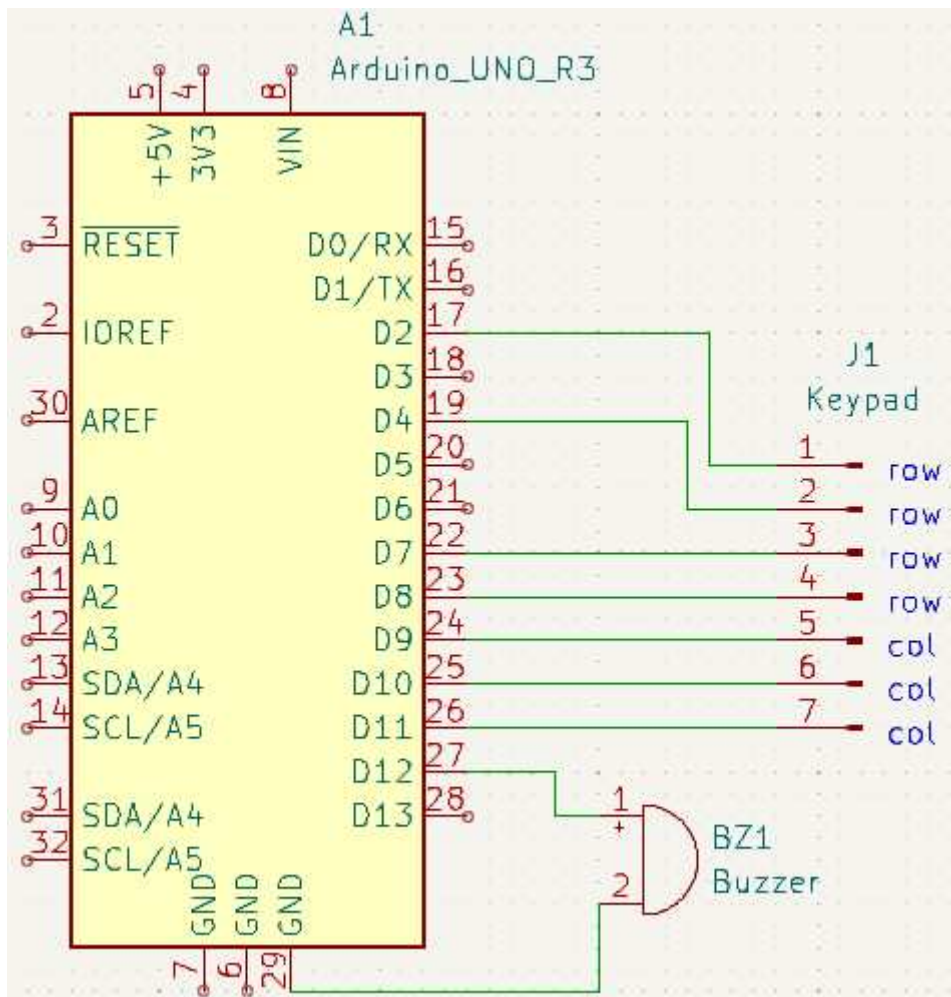 A1
Arduino_UNO_R3
5 4 8
+5V 3V3 VIN
3 RESET D0/RX 15
D1/TX 16
2 IOREF D2 17
D3 18
30 AREF D4 19
D5 20
9 A0 D6 21
10 A1 D7 22
11 A2 D8 23
12 A3 D9 24
13 SDA/A4 D10 25
14 SCL/A5 D11 26
D12 27
31 SDA/A4 D13 28
32 SCL/A5
GND GND GND
7 6 29
J1
Keypad
1 row
2 row
3 row
4 row
5 col
6 col
7 col
1
+
BZ1
2
Buzzer